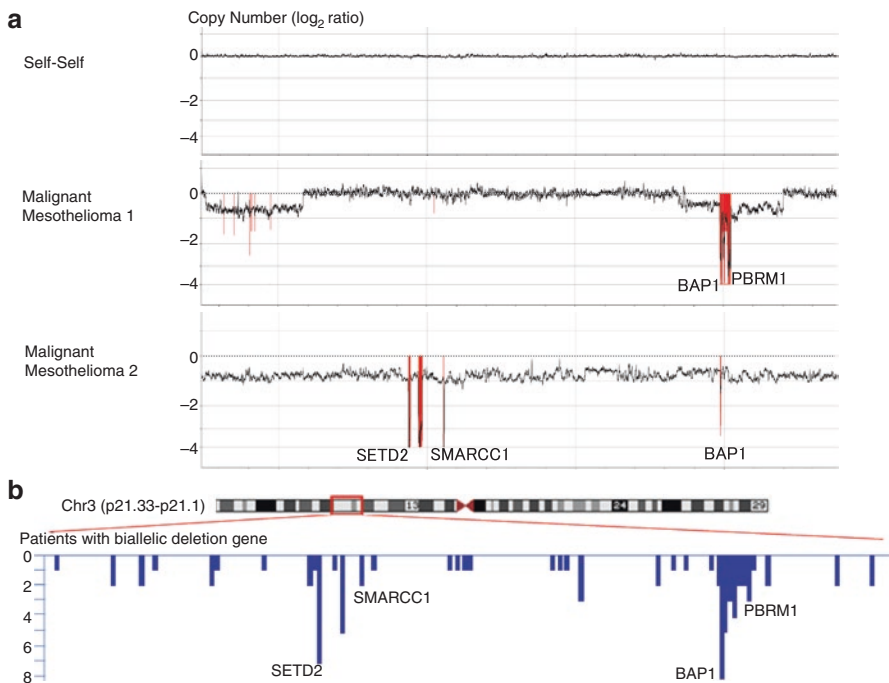 a
Copy Number (log2 ratio)
Self-Self
0
−2
−4
Malignant
Mesothelioma 1
0
−2
−4
BAP1
PBRM1
Malignant
Mesothelioma 2
0
−2
−4
SETD2
SMARCC1
BAP1
b
Chr3 (p21.33-p21.1)
24
29
Patients with biallelic deletion gene
0
2
4
6
8
SETD2
SMARCC1
BAP1
PBRM1